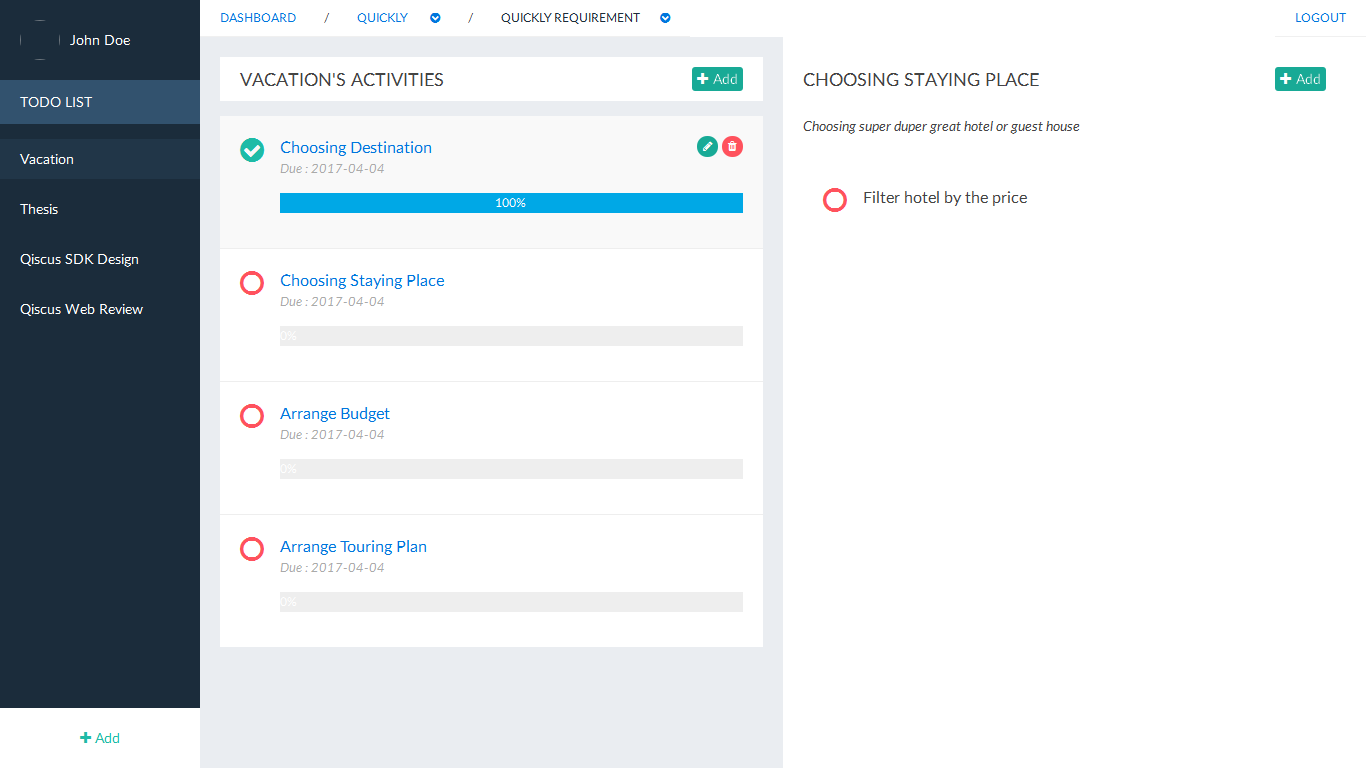 John Doe
TODO LIST
Vacation
Thesis
Qiscus SDK Design
Qiscus Web Review
Add
DASHBOARD / QUICKLY / QUICKLY REQUIREMENT
LOGOUT
VACATION'S ACTIVITIES
Add
Choosing Destination
Due : 2017-04-04
100%
Choosing Staying Place
Due : 2017-04-04
0%
Arrange Budget
Due : 2017-04-04
0%
Arrange Touring Plan
Due : 2017-04-04
0%
CHOOSING STAYING PLACE
Add
Choosing super duper great hotel or guest house
Filter hotel by the price